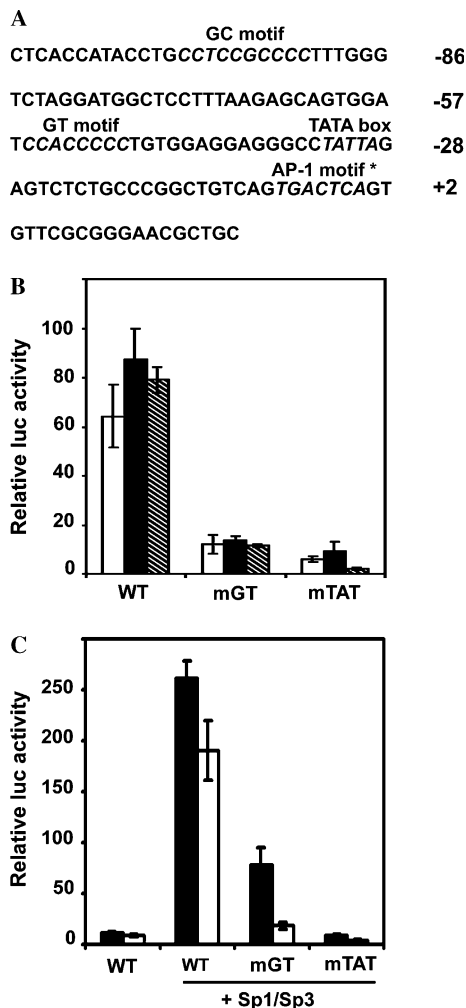 A
GC motif
CTCACCATACCTGCCTCCGCCCCTTTGGG -86
TCTAGGATGGCTCCTTTAAGAGCAGTGGA -57
GT motif TATA box
TCCACCCCCTGTGGAGGAGGGCCTATTAG -28
AP-1 motif *
AGTCTCTGCCCGGCTGTCAGTGACTCAGT +2
GTTCGCGGGAACGCTGC
B
Relative luc activity
100
80
60
40
20
0
WT mGT mTAT
C
Relative luc activity
250
200
150
100
50
0
WT WT mGT mTAT
+ Sp1/Sp3